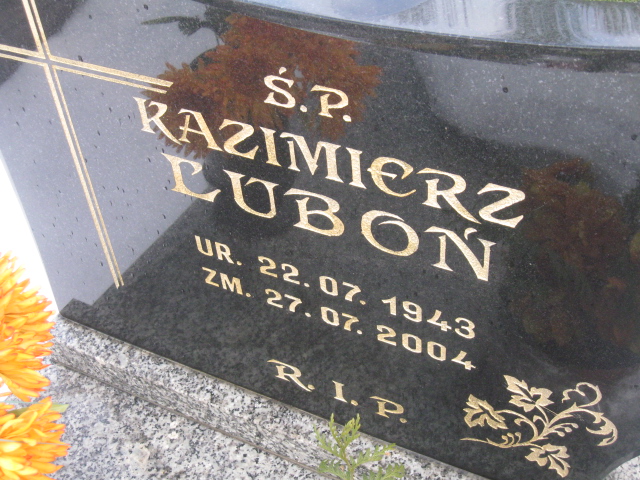 Ś.P.
KAZIMIERZ
LUBOŃ
UR. 22.07.1943
ZM. 27.07.2004
R.I.P.